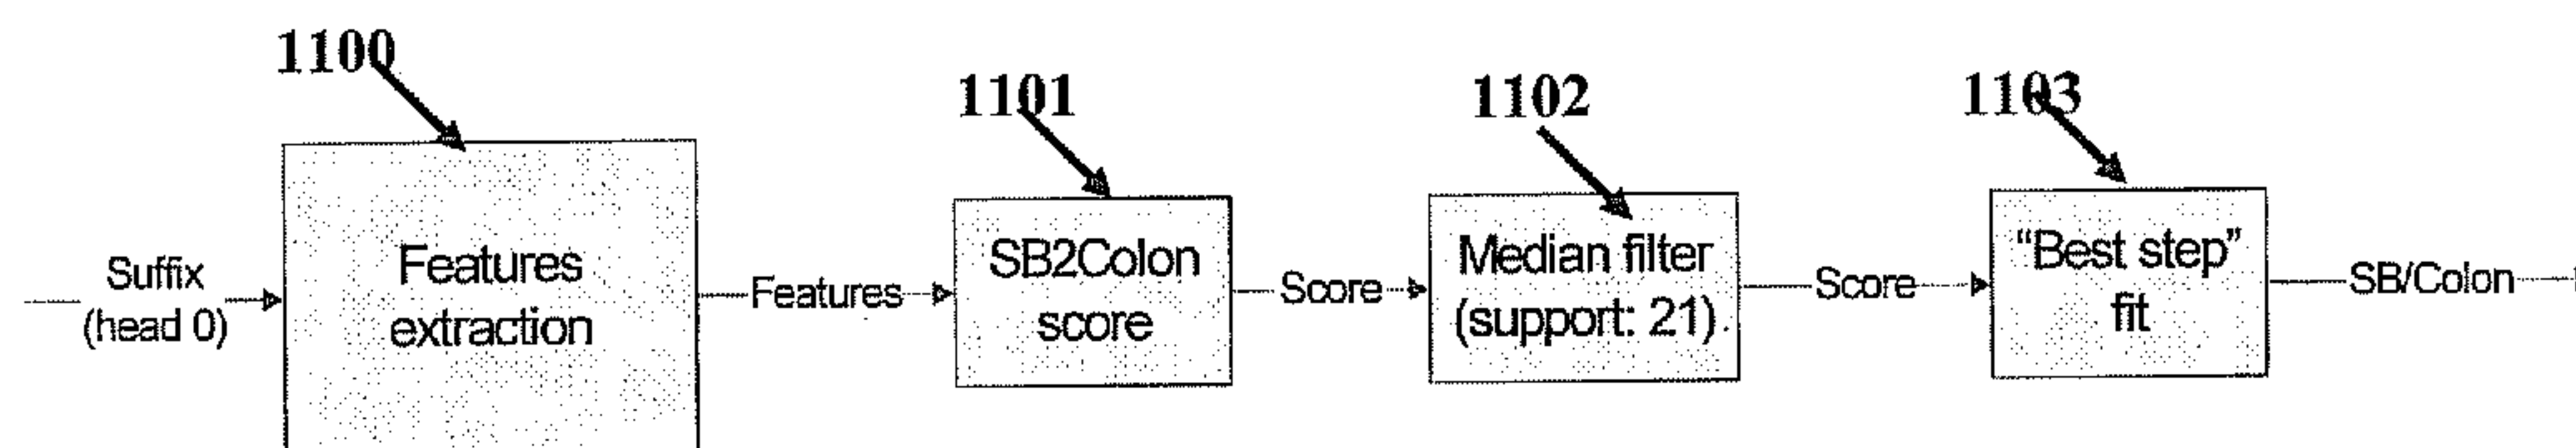 1100
1101
1102
1103
Suffix
(head 0)
Features
extraction
Features
SB2Colon
score
Score
Median filter
(support: 21)
Score
“Best step”
fit
SB/Colon